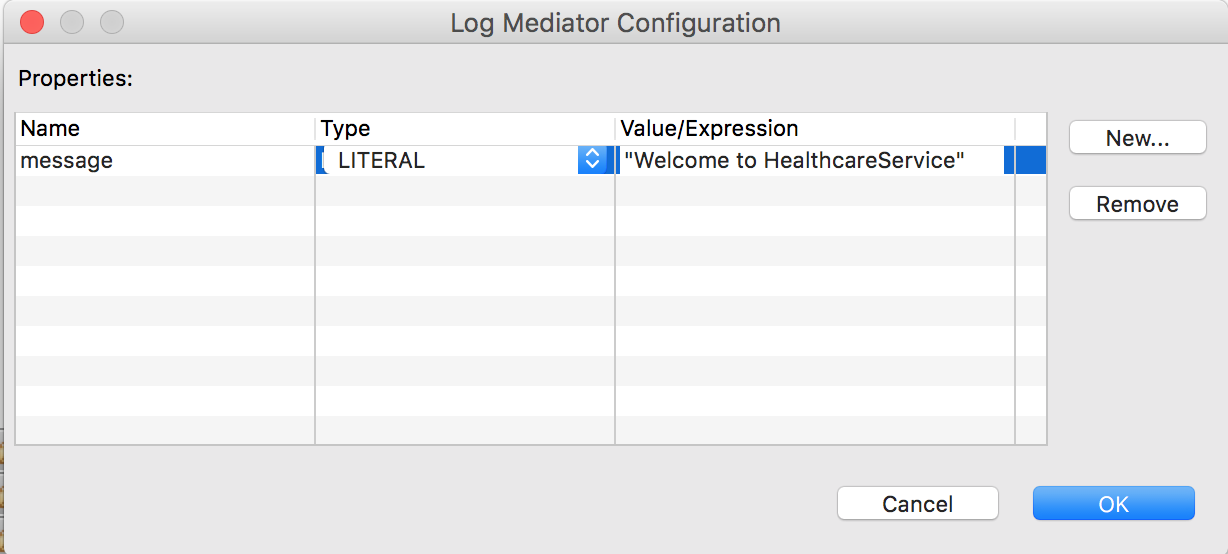 Log Mediator Configuration
Properties:
Name Type Value/Expression
message LITERAL "Welcome to HealthcareService"
New...
Remove
Cancel OK